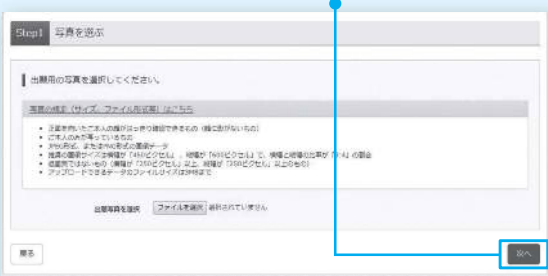 Step1 写真を選ぶ
出願用の写真を選択してください。
写真の規定（サイズ、ファイル形式等）はこちら
正面を向いたご本人の顔がはっきり確認できるもの（顔に影がないもの）
ご本人のみが写っているもの
JPEG形式、またはPNG形式の画像データ
推奨の画像サイズは横幅が「450ピクセル」、縦幅が「600ピクセル」で、横幅と縦幅の比率が「3:4」の割合
低画質ではないもの（横幅が「250ピクセル」以上、縦幅が「350ピクセル」以上のもの）
アップロードできるデータのファイルサイズは5MBまで
出願写真を選択 ファイルを選択 選択されていません
戻る
次へ